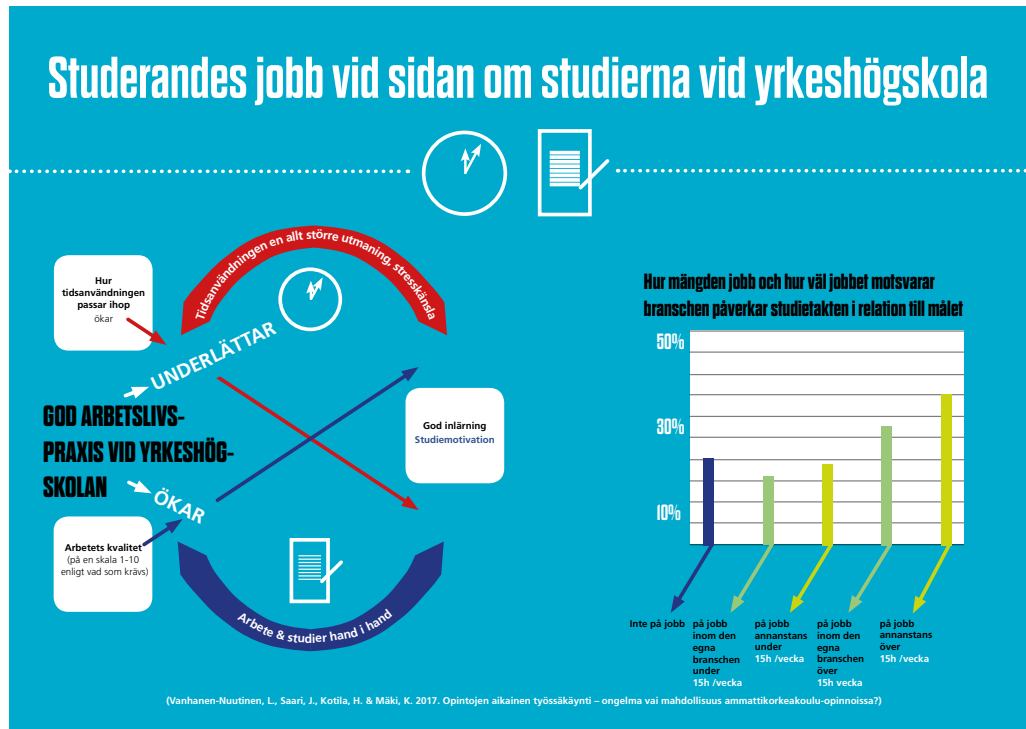 Studerandes jobb vid sidan om studierna vid yrkeshögskola
Tidsanvändningen en allt större utmaning, stresskänsla
Hur
tidsanvändningen
passar ihop
ökar
UNDERLÄTTAR
GOD ARBETSLIVS-
PRAXIS VID YRKESHÖG-
SKOLAN
ÖKAR
Arbetets kvalitet
(på en skala 1-10
enligt vad som krävs)
God inlärning
Studiemotivation
Arbete & studier hand i hand
Hur mängden jobb och hur väl jobbet motsvarar
branschen påverkar studietakten i relation till målet
50%
30%
10%
Inte på jobb
på jobb
inom den
egna
branschen
under
15h /vecka
på jobb
annanstans
under
15h /vecka
på jobb
inom den
egna
branschen
över
15h vecka
på jobb
annanstans
över
15h /vecka
(Vanhanen-Nuutinen, L., Saari, J., Kotila, H. & Mäki, K. 2017. Opintojen aikainen työssäkäynti – ongelma vai mahdollisuus ammattikorkeakoulu-opinnoissa?)